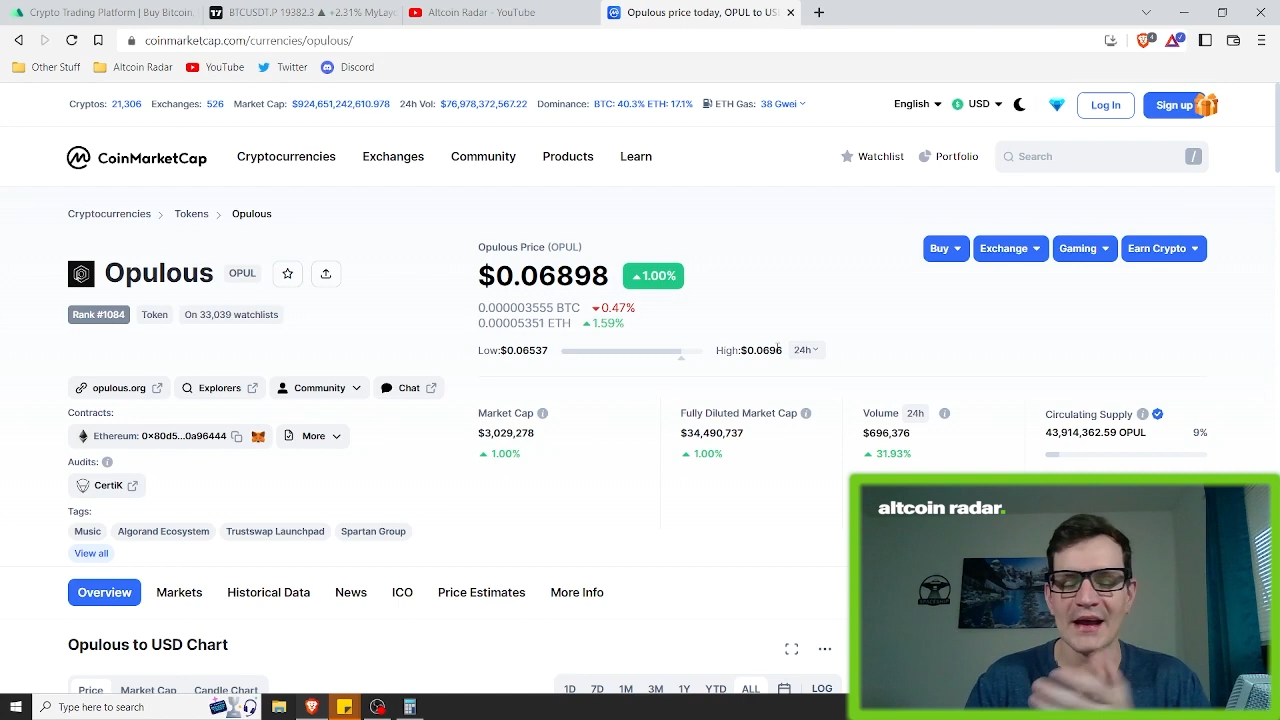 Crypto Trading Platform | Buy Bitcoin
BTCUSDT.P 19382.3 ▲ +2.31% MyLayo
Altcoin Radar - YouTube
Opulous price today, OPUL to US
coinmarketcap.com/currencies/opulous/
4
Other Stuff
Altcoin Radar
YouTube
Twitter
Discord
Cryptos: 21,306 Exchanges: 526 Market Cap: $924,651,242,610.978 24h Vol: $76,978,372,567.22 Dominance: BTC: 40.3% ETH: 17.1% ETH Gas: 38 Gwei
English
USD
Log In
Sign up
CoinMarketCap
Cryptocurrencies
Exchanges
Community
Products
Learn
Watchlist
Portfolio
Search
/
Cryptocurrencies > Tokens > Opulous
Opulous
OPUL
Rank #1084
Token
On 33,039 watchlists
Opulous Price (OPUL)
$0.06898
1.00%
0.000003555 BTC 0.47%
0.00005351 ETH 1.59%
Low:$0.06537
High:$0.0696
24h
Buy
Exchange
Gaming
Earn Crypto
opulous.org
Explorers
Community
Chat
Contracts:
Ethereum: 0x80d5...0a96444
More
Audits:
CertiK
Tags:
Music
Algorand Ecosystem
Trustswap Launchpad
Spartan Group
View all
Market Cap
$3,029,278
1.00%
Fully Diluted Market Cap
$34,490,737
1.00%
Volume 24h
$696,376
31.93%
Circulating Supply
43,914,362.59 OPUL
9%
altcoin radar.
Overview
Markets
Historical Data
News
ICO
Price Estimates
More Info
Opulous to USD Chart
Price
Market Cap
Candle Chart
1D
7D
1M
3M
1Y
YTD
ALL
LOG
Type here to search